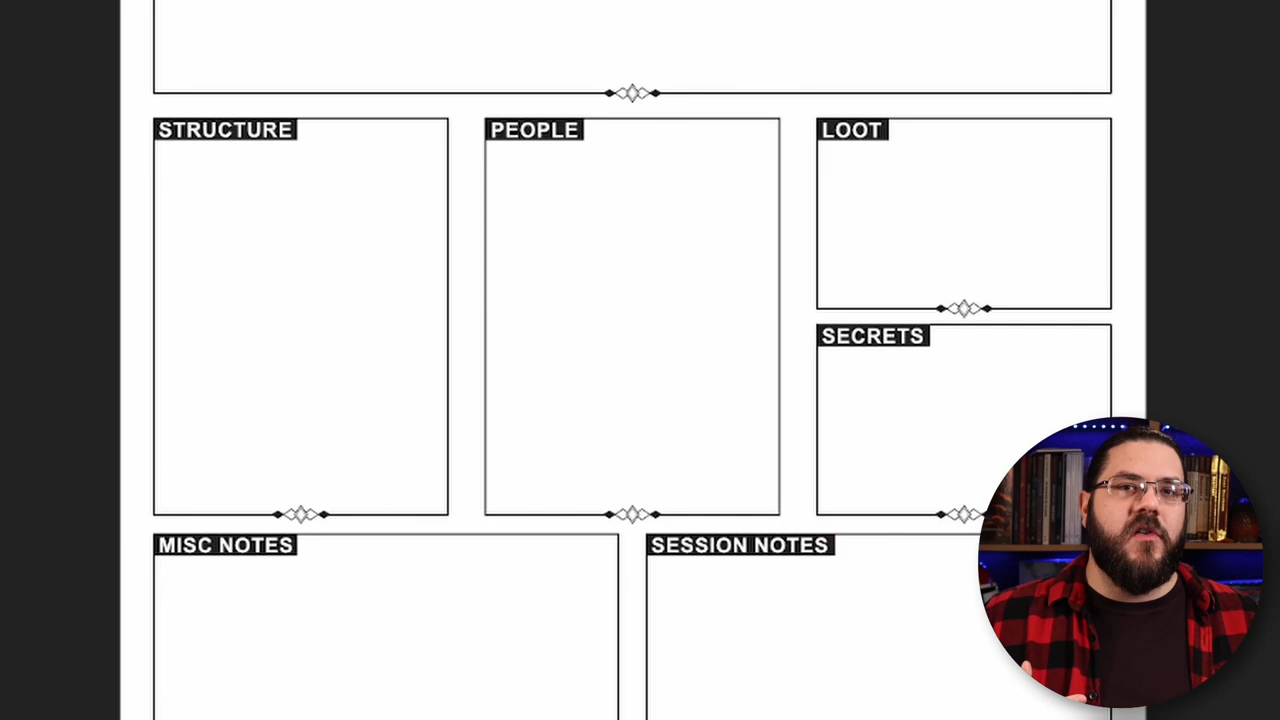 STRUCTURE
PEOPLE
LOOT
SECRETS
MISC NOTES
SESSION NOTES